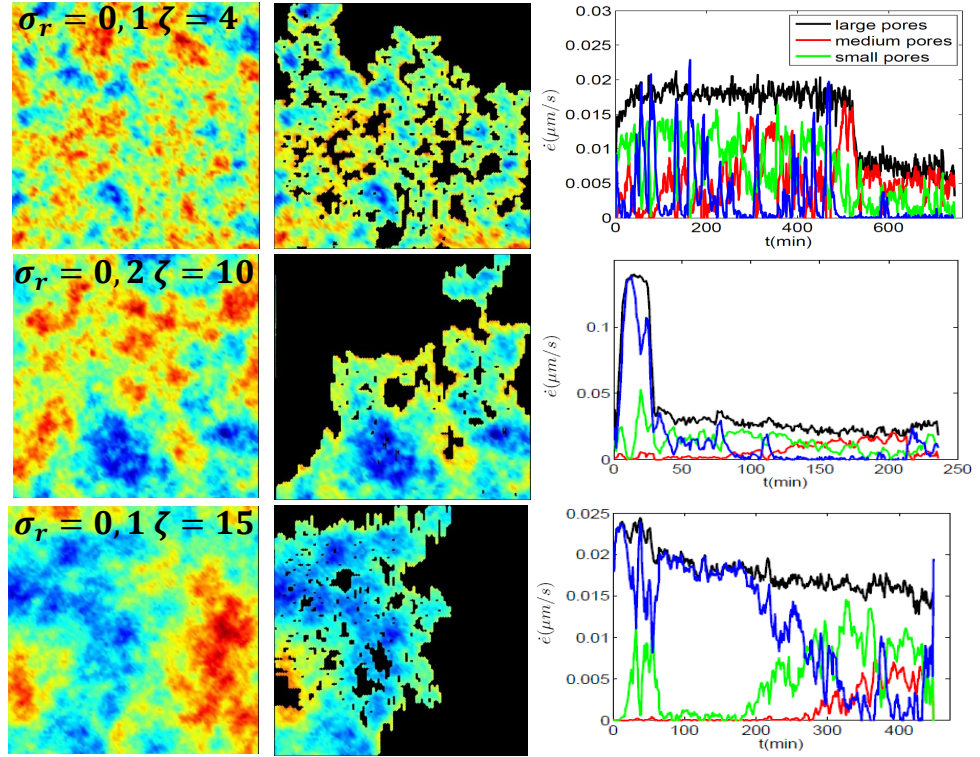 σᵣ = 0, 1 ζ = 4
0.03
0.025
0.02
0.015
0.01
0.005
0
ė(μm/s)
large pores
medium pores
small pores
0 200 400 600
t(min)
σᵣ = 0, 2 ζ = 10
0.1
0.05
0
ė(μm/s)
0 50 100 150 200 250
t(min)
σᵣ = 0, 1 ζ = 15
0.025
0.02
0.015
0.01
0.005
0
ė(μm/s)
0 100 200 300 400
t(min)